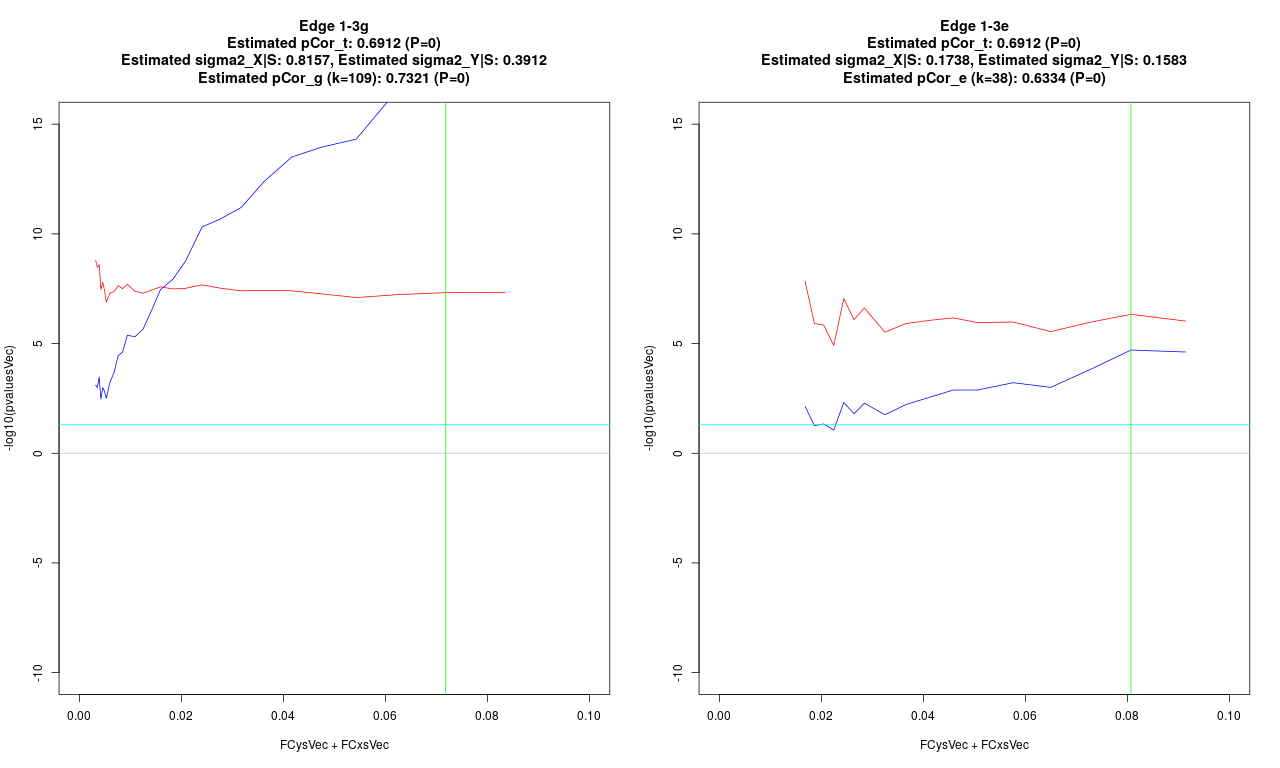 Edge 1-3g
Estimated pCor_t: 0.6912 (P=0)
Estimated sigma2_X|S: 0.8157, Estimated sigma2_Y|S: 0.3912
Estimated pCor_g (k=109): 0.7321 (P=0)
15
10
5
0
-5
-10
-log10(pvaluesVec)
0.00 0.02 0.04 0.06 0.08 0.10
FCysVec + FCxsVec
Edge 1-3e
Estimated pCor_t: 0.6912 (P=0)
Estimated sigma2_X|S: 0.1738, Estimated sigma2_Y|S: 0.1583
Estimated pCor_e (k=38): 0.6334 (P=0)
15
10
5
0
-5
-10
-log10(pvaluesVec)
0.00 0.02 0.04 0.06 0.08 0.10
FCysVec + FCxsVec